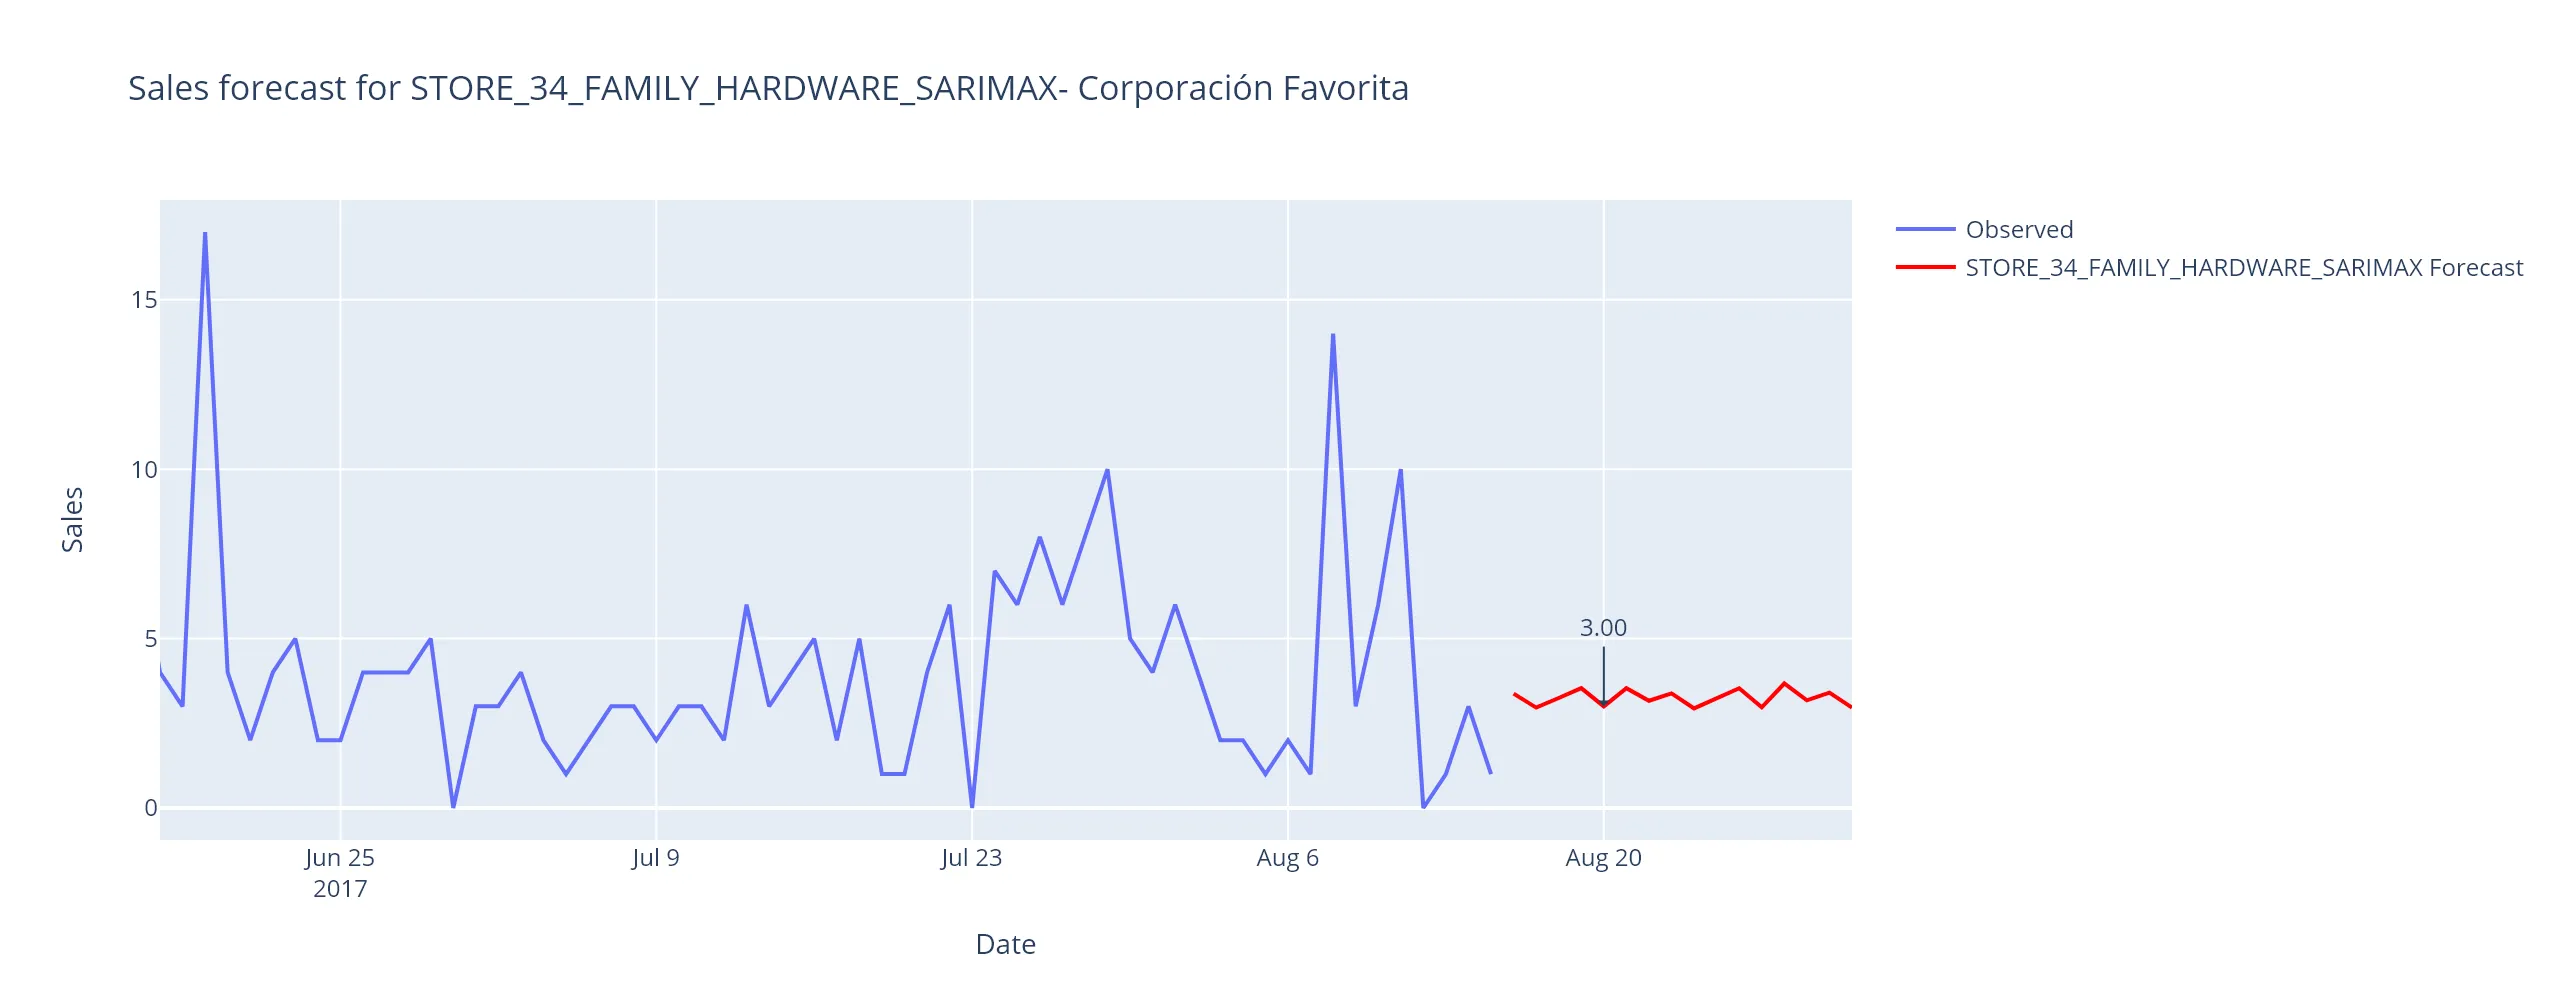 Sales forecast for STORE_34_FAMILY_HARDWARE_SARIMAX- Corporación Favorita
Observed
STORE_34_FAMILY_HARDWARE_SARIMAX Forecast
15
10
5
0
Sales
3.00
Jun 25
2017
Jul 9
Jul 23
Aug 6
Aug 20
Date